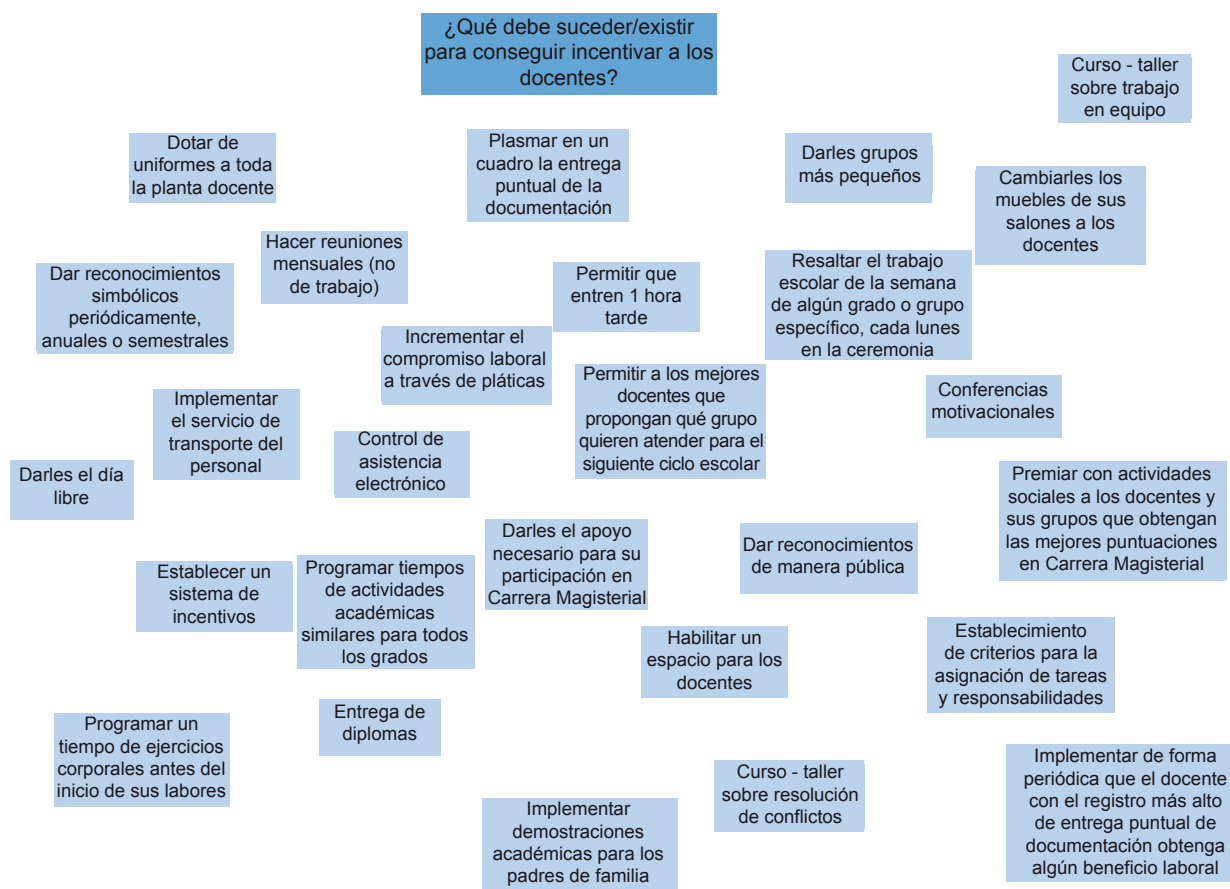 ¿Qué debe suceder/existir
para conseguir incentivar a los
docentes?
Curso - taller
sobre trabajo
en equipo
Dotar de
uniformes a toda
la planta docente
Plasmar en un
cuadro la entrega
puntual de la
documentación
Darles grupos
más pequeños
Cambiarles los
muebles de sus
salones a los
docentes
Hacer reuniones
mensuales (no
de trabajo)
Dar reconocimientos
simbólicos
periódicamente,
anuales o semestrales
Permitir que
entren 1 hora
tarde
Resaltar el trabajo
escolar de la semana
de algún grado o grupo
específico, cada lunes
en la ceremonia
Incrementar el
compromiso laboral
a través de pláticas
Permitir a los mejores
docentes que
propongan qué grupo
quieren atender para el
siguiente ciclo escolar
Conferencias
motivacionales
Implementar
el servicio de
transporte del
personal
Control de
asistencia
electrónico
Darles el día
libre
Premiar con actividades
sociales a los docentes y
sus grupos que obtengan
las mejores puntuaciones
en Carrera Magisterial
Darles el apoyo
necesario para su
participación en
Carrera Magisterial
Dar reconocimientos
de manera pública
Establecer un
sistema de
incentivos
Programar tiempos
de actividades
académicas
similares para todos
los grados
Habilitar un
espacio para los
docentes
Establecimiento
de criterios para la
asignación de tareas
y responsabilidades
Entrega de
diplomas
Programar un
tiempo de ejercicios
corporales antes del
inicio de sus labores
Curso - taller
sobre resolución
de conflictos
Implementar de forma
periódica que el docente
con el registro más alto
de entrega puntual de
documentación obtenga
algún beneficio laboral
Implementar
demostraciones
académicas para los
padres de familia